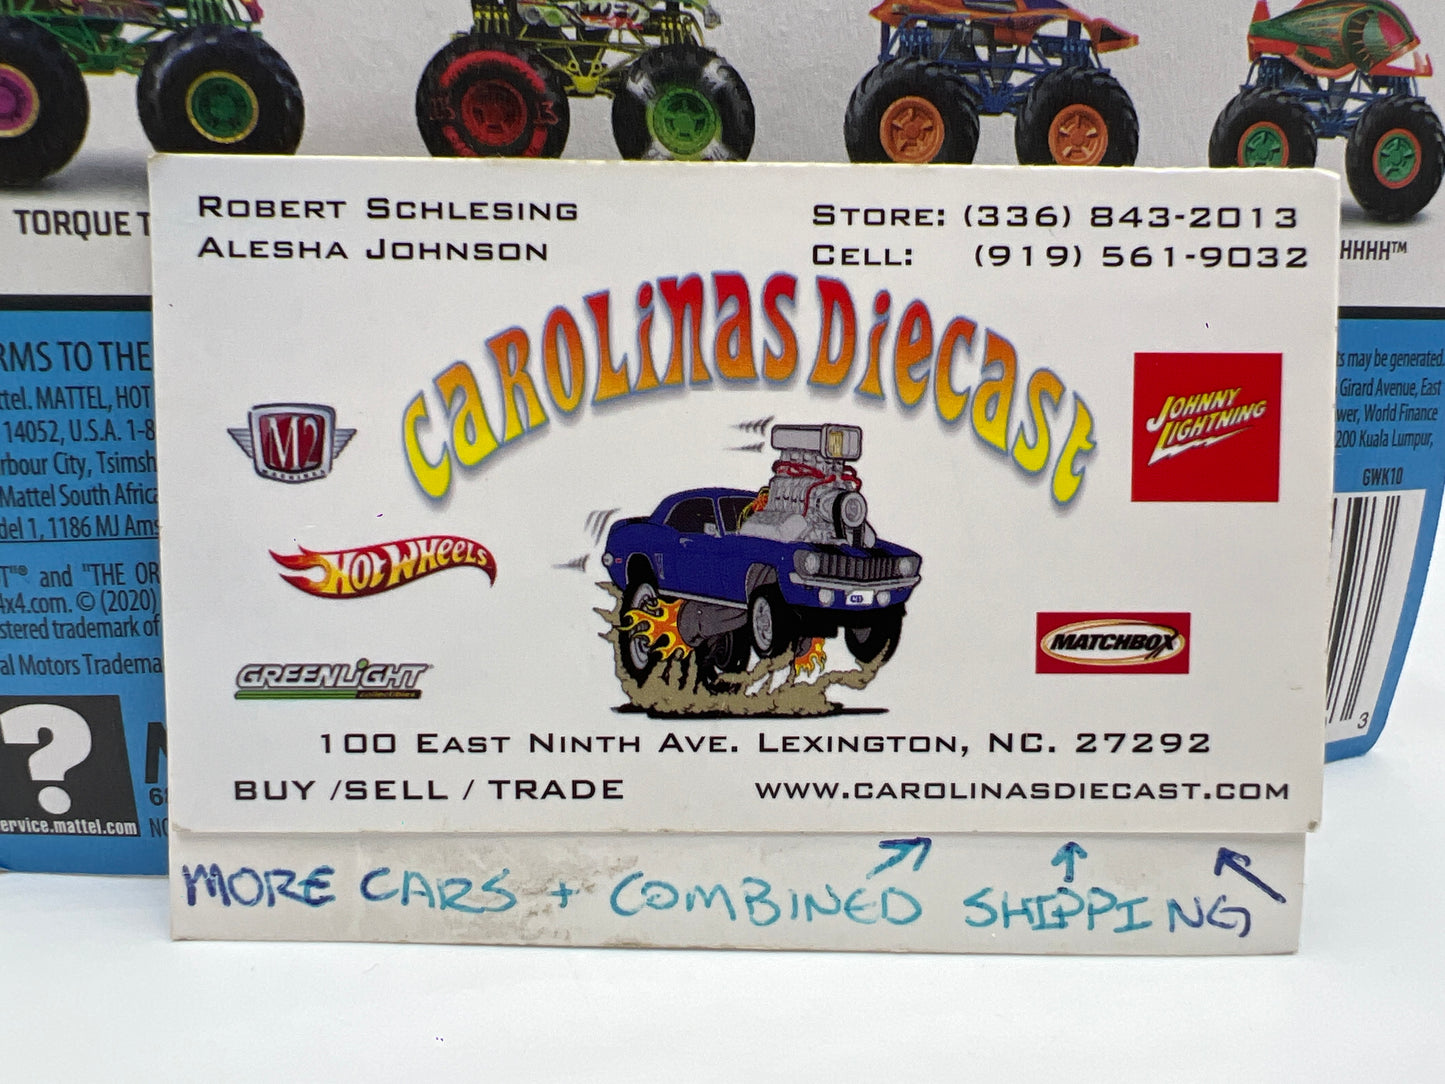 TORQUE T
HHHH™
ROBERT SCHLESING
ALESHA JOHNSON
STORE: (336) 843-2013
CELL: (919) 561-9032
CAROLINAS DIECAST
M2
MACHINES
JOHNNY
LIGHTNING
HOT WHEELS
MATCHBOX
GREENLIGHT
collectibles
100 EAST NINTH AVE. LEXINGTON, NC. 27292
BUY /SELL / TRADE
WWW.CAROLINASDIECAST.COM
MORE CARS + COMBINED SHIPPING
RMS TO THE
ttel. MATTEL, HOT
14052, U.S.A. 1-8
rbour City, Tsimsh
Mattel South Africa
del 1, 1186 MJ Ams
T"® and "THE OR
4x4.com. © (2020)
stered trademark of
al Motors Tradema
?
ervice.mattel.com
s may be generated.
Girard Avenue, East
wer, World Finance
200 Kuala Lumpur,
GWK10
3